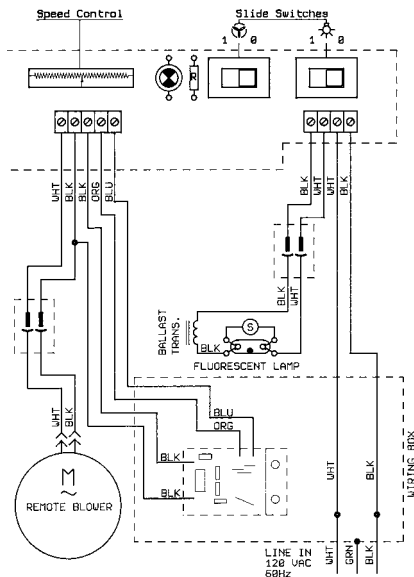 Speed Control
Slide Switches
1 0
1 0
R
WHT
BLK
BLK
ORG
BLU
BLK
WHT
WHT
BLK
BLK
WHT
BALLAST
TRANS.
S
BLK
FLUORESCENT LAMP
WHT
BLK
BLU
ORG
BLK
BLK
WHT
BLK
WIRING BOX
M
~
REMOTE BLOWER
LINE IN
120 VAC
60Hz
WHT
GRN
BLK